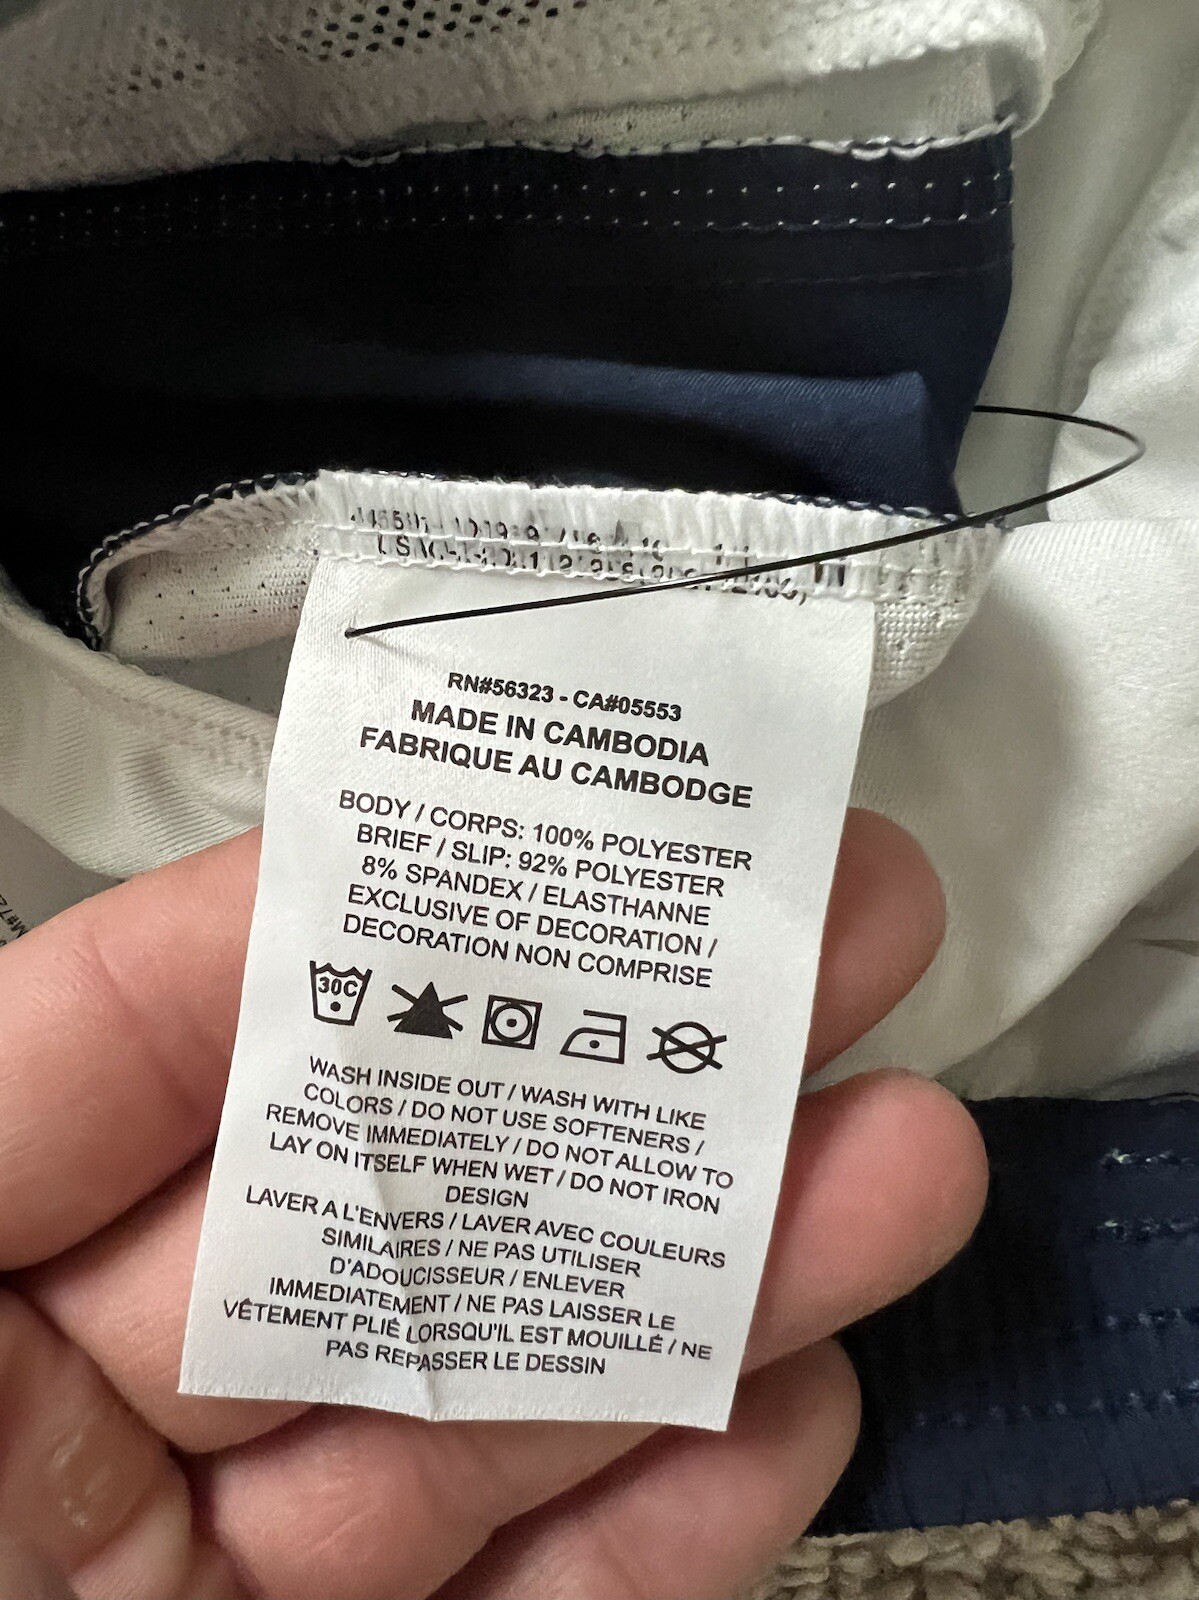 RN#56323 - CA#05553
MADE IN CAMBODIA
FABRIQUE AU CAMBODGE
BODY / CORPS: 100% POLYESTER
BRIEF / SLIP: 92% POLYESTER
8% SPANDEX / ELASTHANNE
EXCLUSIVE OF DECORATION /
DECORATION NON COMPRISE
30C
WASH INSIDE OUT / WASH WITH LIKE
COLORS / DO NOT USE SOFTENERS /
REMOVE IMMEDIATELY / DO NOT ALLOW TO
LAY ON ITSELF WHEN WET / DO NOT IRON
DESIGN
LAVER A L'ENVERS / LAVER AVEC COULEURS
SIMILAIRES / NE PAS UTILISER
D'ADOUCISSEUR / ENLEVER
IMMEDIATEMENT / NE PAS LAISSER LE
VÊTEMENT PLIÉ LORSQU'IL EST MOUILLÉ / NE
PAS REPASSER LE DESSIN